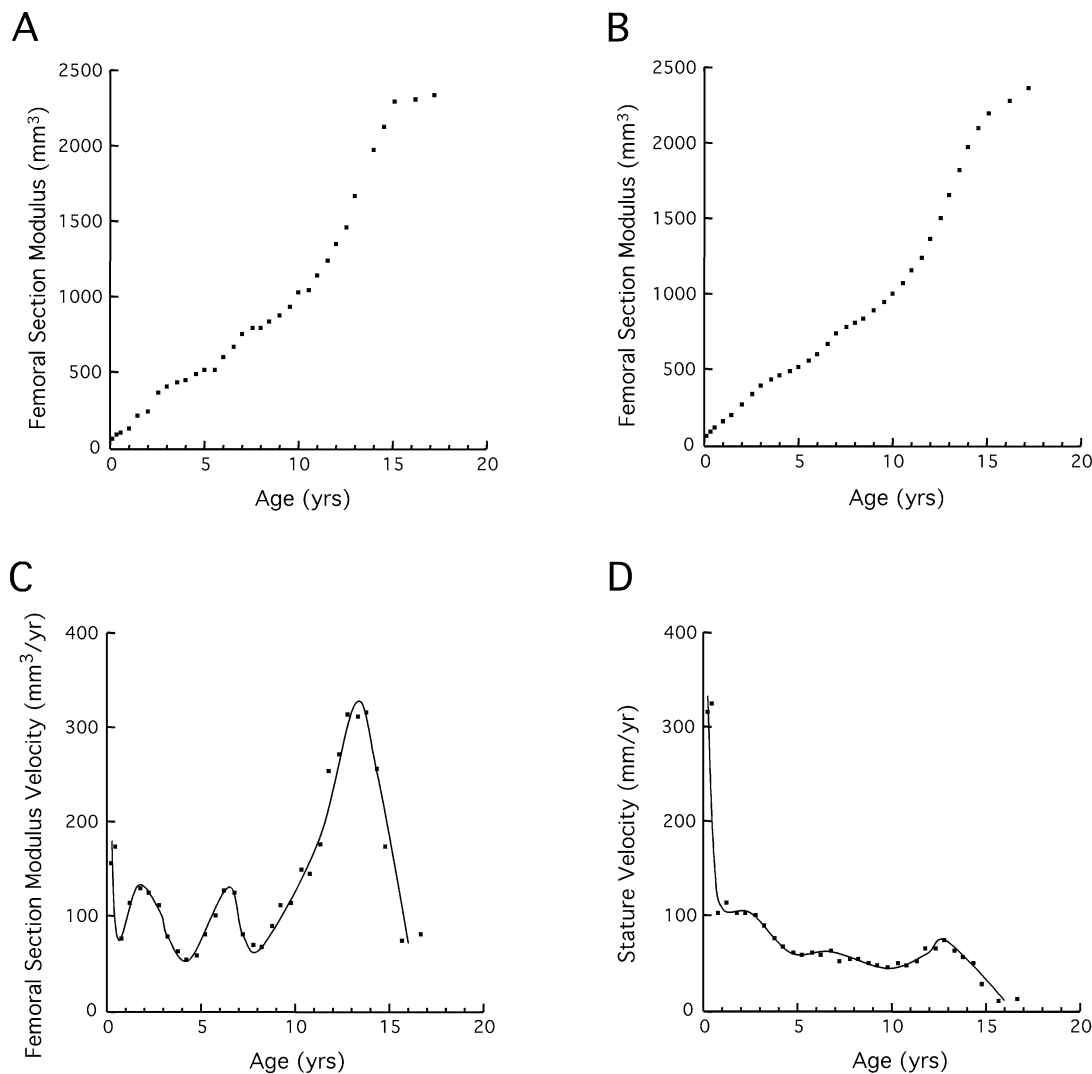 A
Femoral Section Modulus (mm3)
2500
2000
1500
1000
500
0
0 5 10 15 20
Age (yrs)
B
Femoral Section Modulus (mm3)
2500
2000
1500
1000
500
0
0 5 10 15 20
Age (yrs)
C
Femoral Section Modulus Velocity (mm3/yr)
400
300
200
100
0
0 5 10 15 20
Age (yrs)
D
Stature Velocity (mm/yr)
400
300
200
100
0
0 5 10 15 20
Age (yrs)